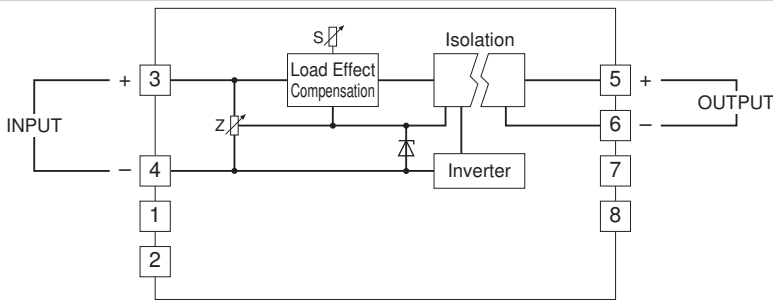 S
Isolation
+ 3
Load Effect
Compensation
5 +
INPUT
Z
6 −
OUTPUT
− 4
Inverter
7
1
8
2